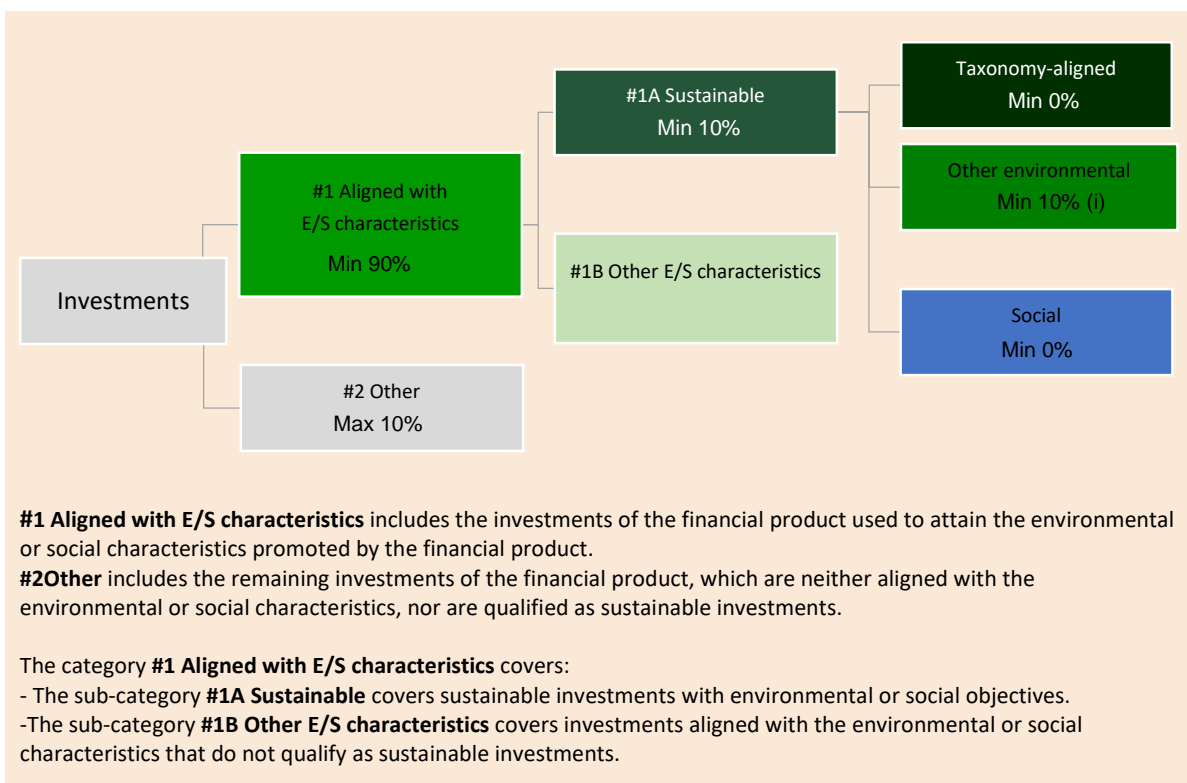 Investments
#1 Aligned with
E/S characteristics
Min 90%
#2 Other
Max 10%
#1A Sustainable
Min 10%
#1B Other E/S characteristics
Taxonomy-aligned
Min 0%
Other environmental
Min 10% (i)
Social
Min 0%
#1 Aligned with E/S characteristics includes the investments of the financial product used to attain the environmental
or social characteristics promoted by the financial product.
#2Other includes the remaining investments of the financial product, which are neither aligned with the
environmental or social characteristics, nor are qualified as sustainable investments.
The category #1 Aligned with E/S characteristics covers:
- The sub-category #1A Sustainable covers sustainable investments with environmental or social objectives.
-The sub-category #1B Other E/S characteristics covers investments aligned with the environmental or social
characteristics that do not qualify as sustainable investments.